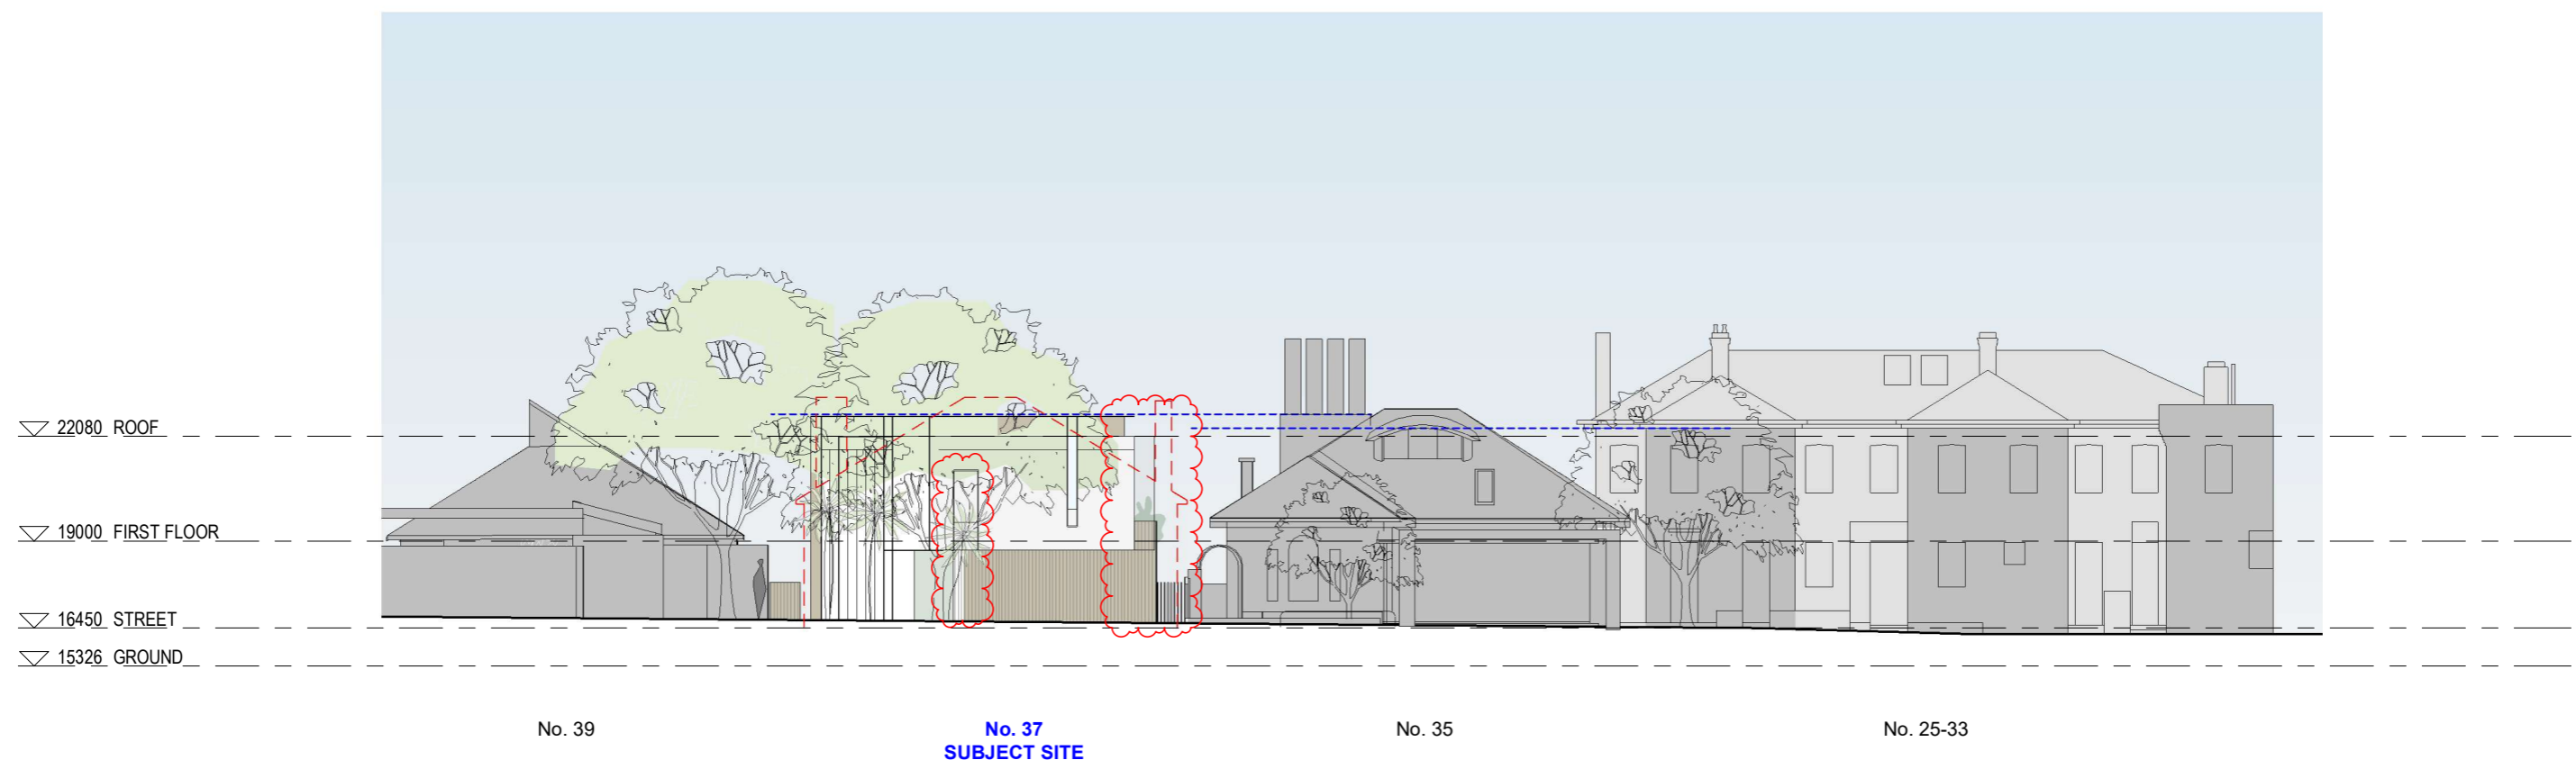 22080 ROOF
19000 FIRST FLOOR
16450 STREET
15326 GROUND
No. 39
No. 37
SUBJECT SITE
No. 35
No. 25-33